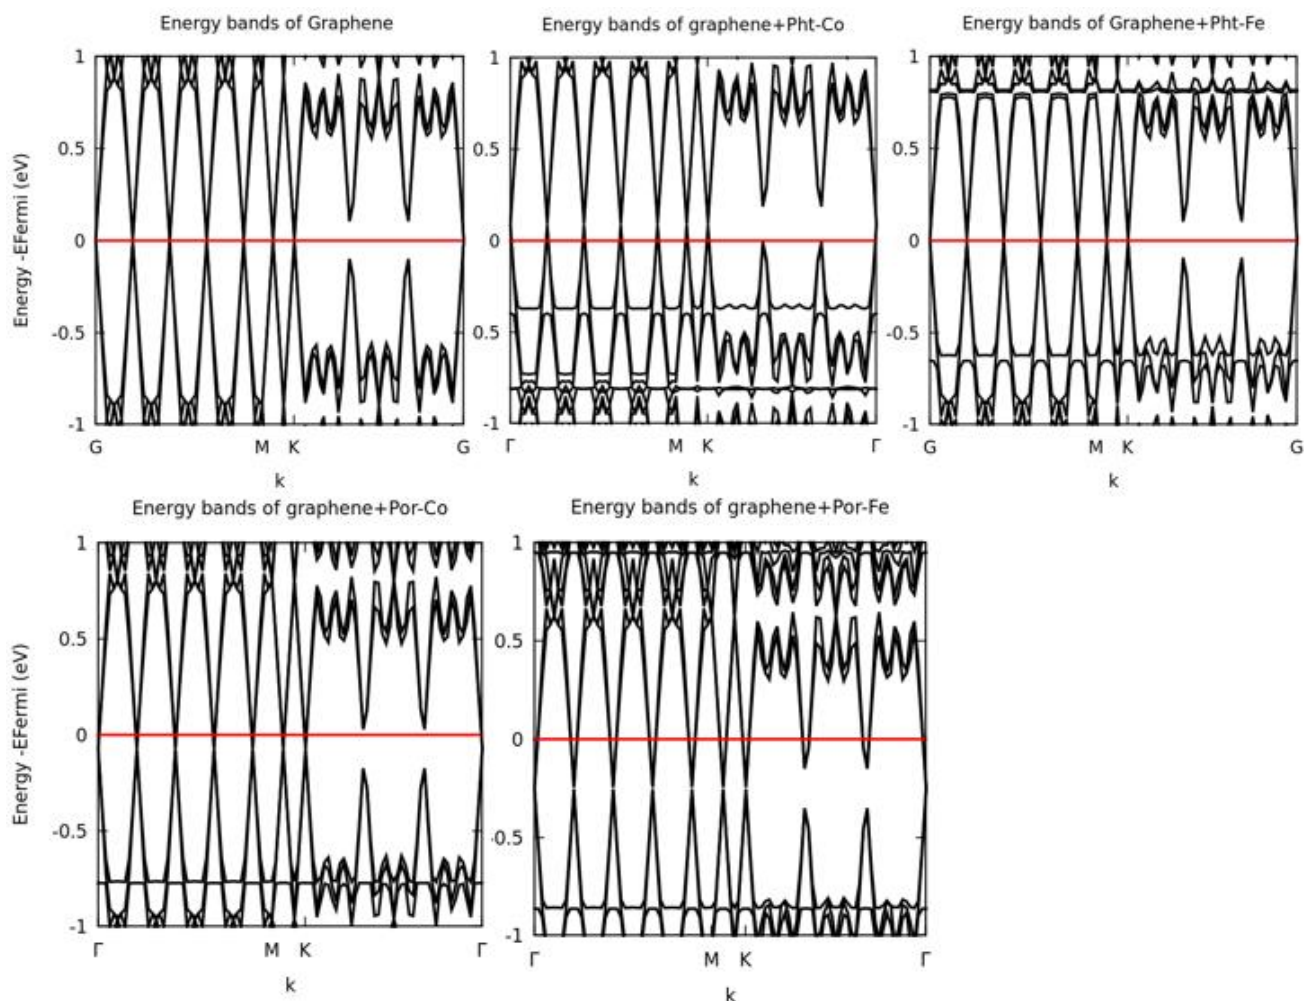 Energy bands of Graphene
Energy bands of graphene+Pht-Co
Energy bands of Graphene+Pht-Fe
Energy -EFermi (eV)
1
0.5
0
-0.5
-1
G
M
K
G
k
1
0.5
0
0.5
-1
Γ
M
K
Γ
k
1
0.5
0
-0.5
-1
G
M
K
G
k
Energy bands of graphene+Por-Co
Energy bands of graphene+Por-Fe
Energy -EFermi (eV)
1
0.5
0
-0.5
-1
Γ
M
K
Γ
k
1
0.5
0
0.5
-1
Γ
M
K
Γ
k